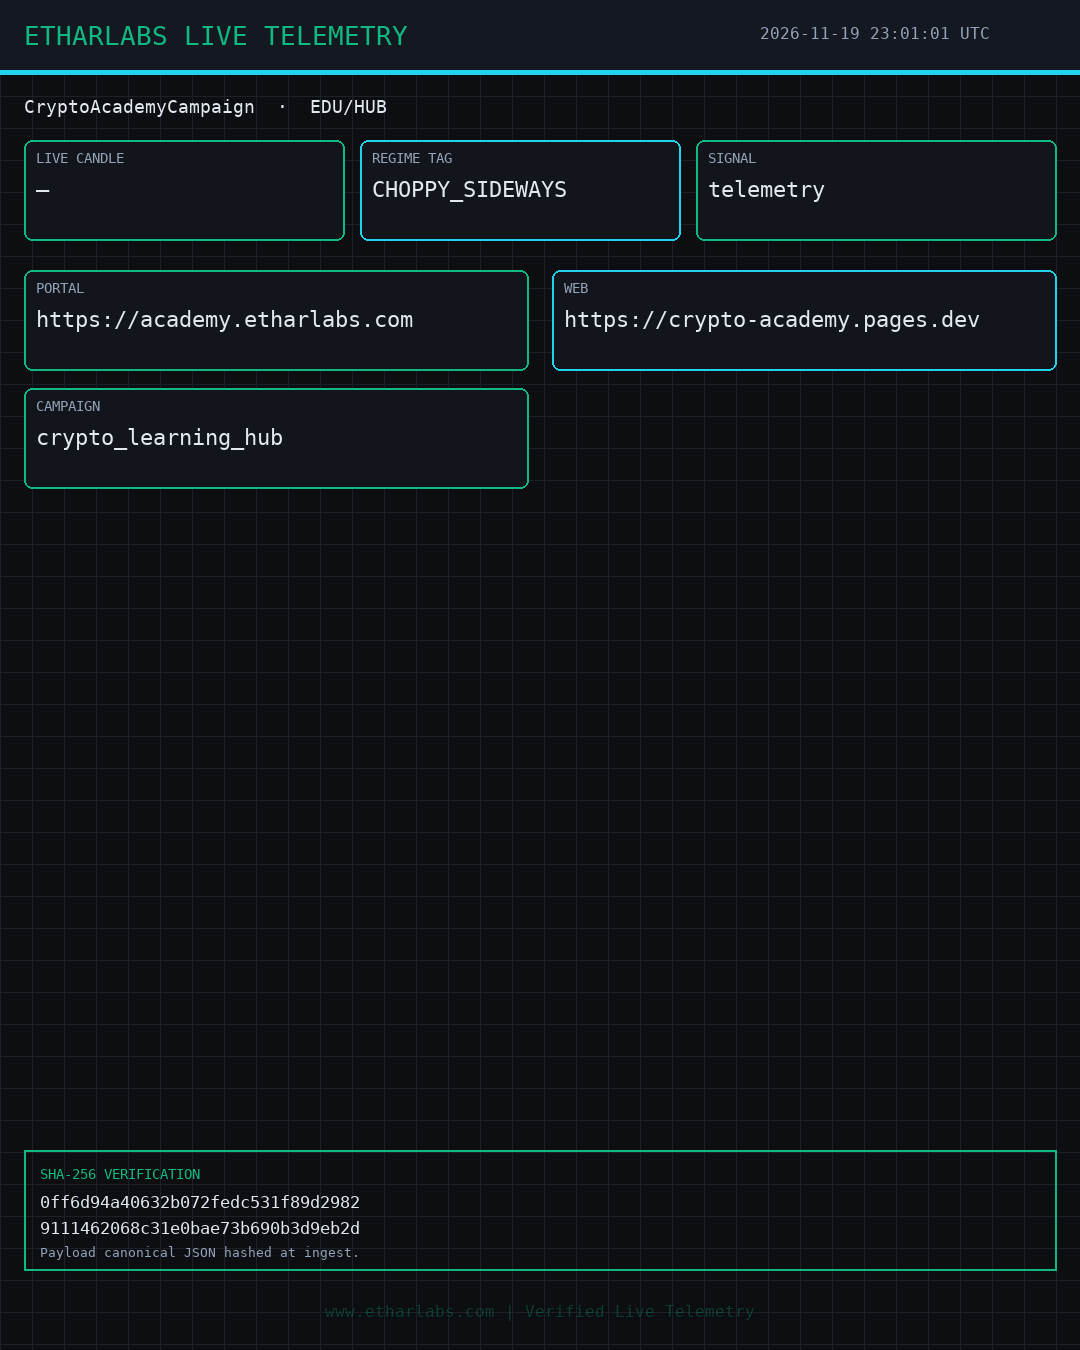 ETHARLABS LIVE TELEMETRY
2026-11-19 23:01:01 UTC
CryptoAcademyCampaign · EDU/HUB
LIVE CANDLE
—
REGIME TAG
CHOPPY_SIDEWAYS
SIGNAL
telemetry
PORTAL
https://academy.etharlabs.com
WEB
https://crypto-academy.pages.dev
CAMPAIGN
crypto_learning_hub
SHA-256 VERIFICATION
0ff6d94a40632b072fedc531f89d2982
9111462068c31e0bae73b690b3d9eb2d
Payload canonical JSON hashed at ingest.
www.etharlabs.com | Verified Live Telemetry